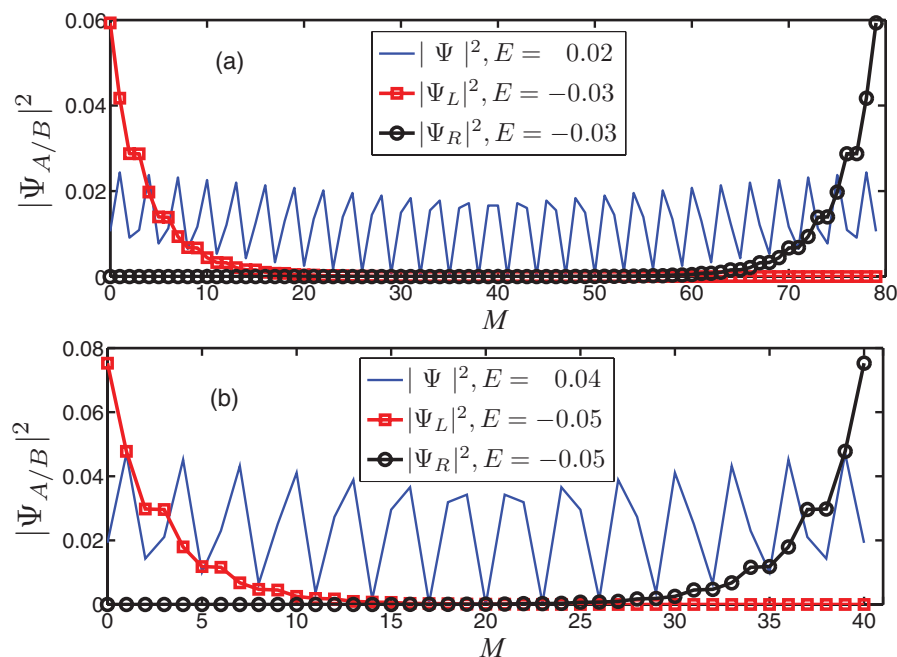 0.06
0.04
0.02
0
|Ψ_{A/B}|^2
(a)
| Ψ |^2, E = 0.02
|Ψ_L|^2, E = −0.03
|Ψ_R|^2, E = −0.03
0 10 20 30 40 50 60 70 80
M
0.08
0.06
0.04
0.02
0
|Ψ_{A/B}|^2
(b)
| Ψ |^2, E = 0.04
|Ψ_L|^2, E = −0.05
|Ψ_R|^2, E = −0.05
0 5 10 15 20 25 30 35 40
M